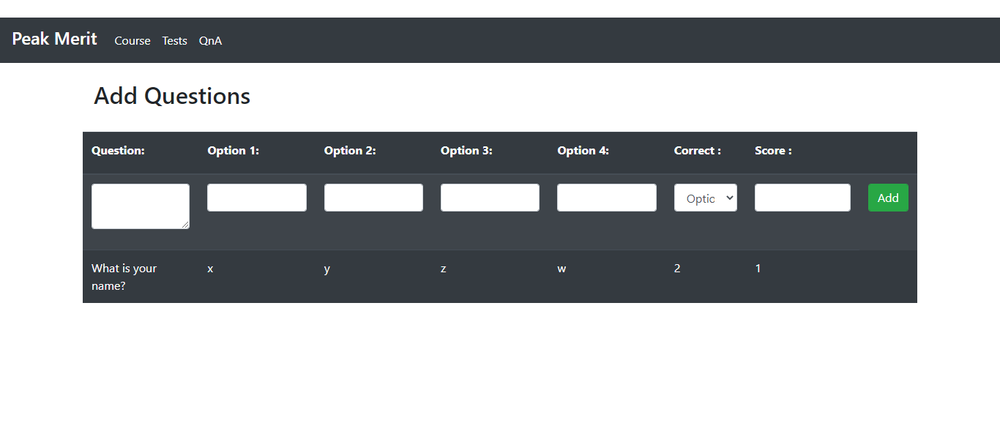 Peak Merit Course Tests QnA
Add Questions
Question: Option 1: Option 2: Option 3: Option 4: Correct : Score :
Optic Add
What is your x y z w 2 1
name?